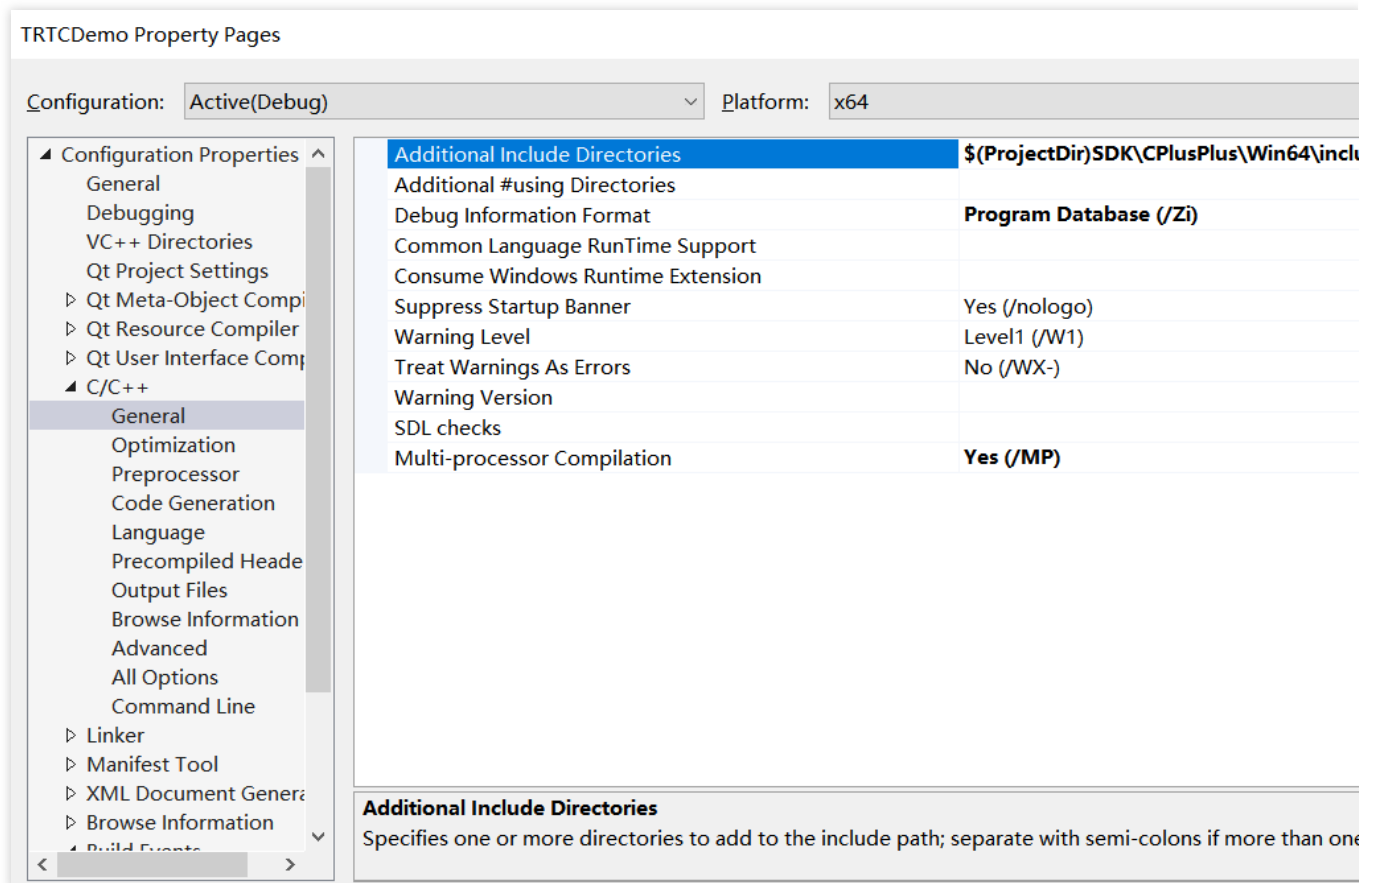 TRTCDemo Property Pages
Configuration: Active(Debug) Platform: x64
Configuration Properties
General
Debugging
VC++ Directories
Qt Project Settings
Qt Meta-Object Compi
Qt Resource Compiler
Qt User Interface Comp
C/C++
General
Optimization
Preprocessor
Code Generation
Language
Precompiled Heade
Output Files
Browse Information
Advanced
All Options
Command Line
Linker
Manifest Tool
XML Document Genera
Browse Information
Build Events
Additional Include Directories $(ProjectDir)SDK\CPlusPlus\Win64\inclu
Additional #using Directories
Debug Information Format Program Database (/Zi)
Common Language RunTime Support
Consume Windows Runtime Extension
Suppress Startup Banner Yes (/nologo)
Warning Level Level1 (/W1)
Treat Warnings As Errors No (/WX-)
Warning Version
SDL checks
Multi-processor Compilation Yes (/MP)
Additional Include Directories
Specifies one or more directories to add to the include path; separate with semi-colons if more than one